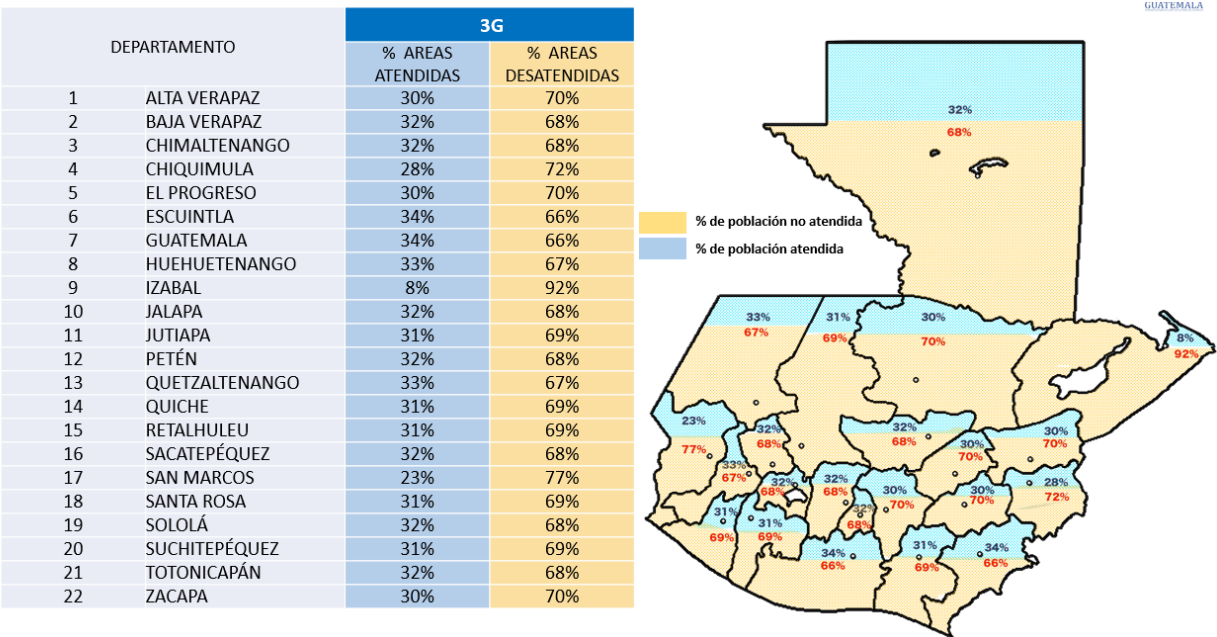 GUATEMALA
DEPARTAMENTO
3G
% AREAS ATENDIDAS
% AREAS DESATENDIDAS
1 ALTA VERAPAZ 30% 70%
2 BAJA VERAPAZ 32% 68%
3 CHIMALTENANGO 32% 68%
4 CHIQUIMULA 28% 72%
5 EL PROGRESO 30% 70%
6 ESCUINTLA 34% 66%
7 GUATEMALA 34% 66%
8 HUEHUETENANGO 33% 67%
9 IZABAL 8% 92%
10 JALAPA 32% 68%
11 JUTIAPA 31% 69%
12 PETÉN 32% 68%
13 QUETZALTENANGO 33% 67%
14 QUICHE 31% 69%
15 RETALHULEU 31% 69%
16 SACATEPÉQUEZ 32% 68%
17 SAN MARCOS 23% 77%
18 SANTA ROSA 31% 69%
19 SOLOLÁ 32% 68%
20 SUCHITEPÉQUEZ 31% 69%
21 TOTONICAPÁN 32% 68%
22 ZACAPA 30% 70%
% de población no atendida
% de población atendida
32%
68%
33%
67%
31%
69%
30%
70%
8%
92%
23%
77%
33%
67%
32%
68%
32%
68%
30%
70%
30%
70%
32%
68%
32%
68%
32%
68%
30%
70%
30%
70%
28%
72%
31%
69%
31%
69%
34%
66%
31%
69%
34%
66%